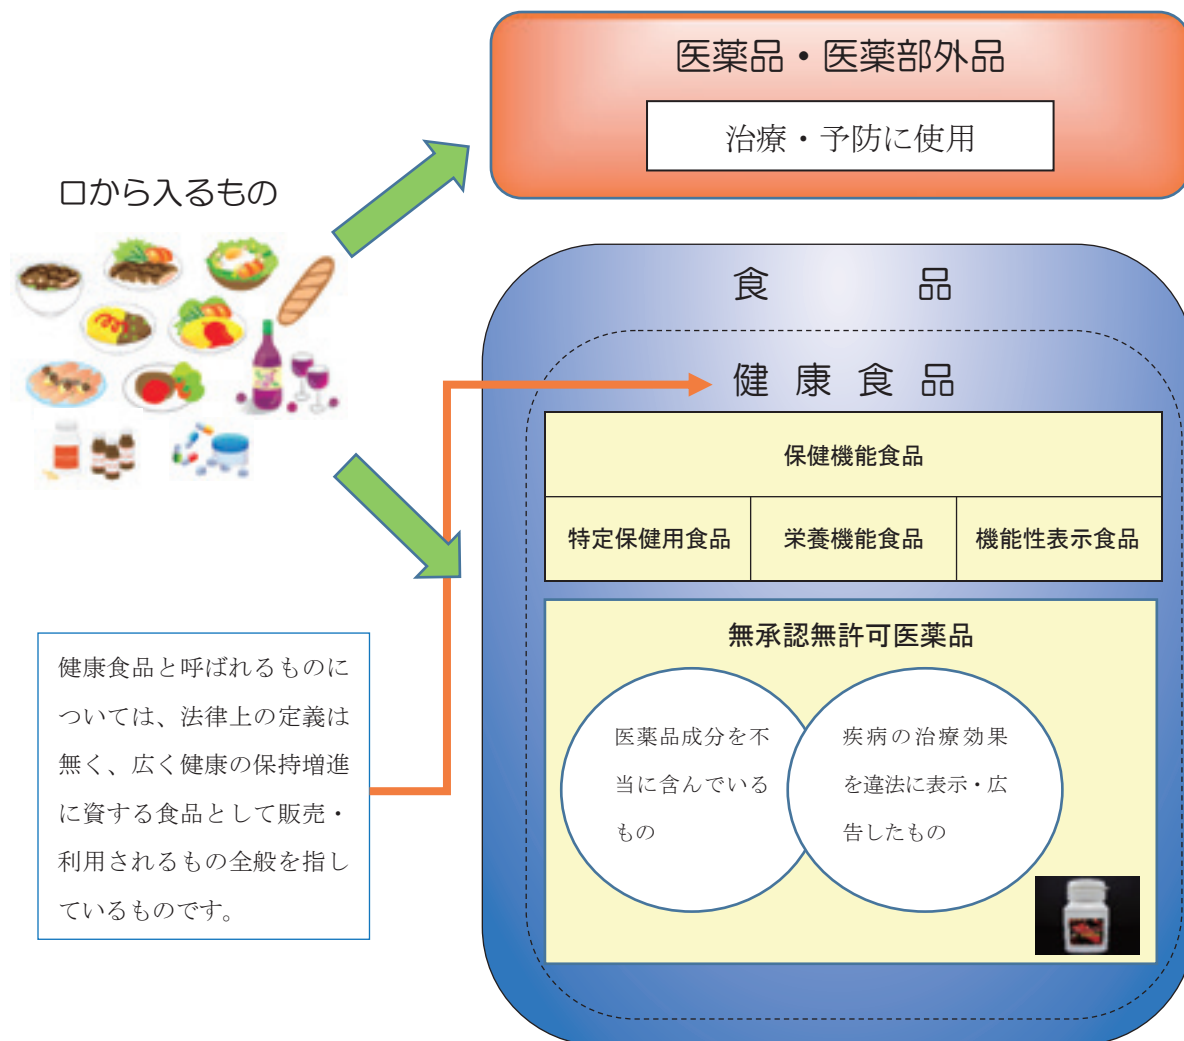 医薬品・医薬部外品
治療・予防に使用
口から入るもの
食　品
健康食品
保健機能食品
特定保健用食品
栄養機能食品
機能性表示食品
無承認無許可医薬品
医薬品成分を不
当に含んでいる
もの
疾病の治療効果
を違法に表示・広
告したもの
健康食品と呼ばれるものに
ついては、法律上の定義は
無く、広く健康の保持増進
に資する食品として販売・
利用されるもの全般を指し
ているものです。